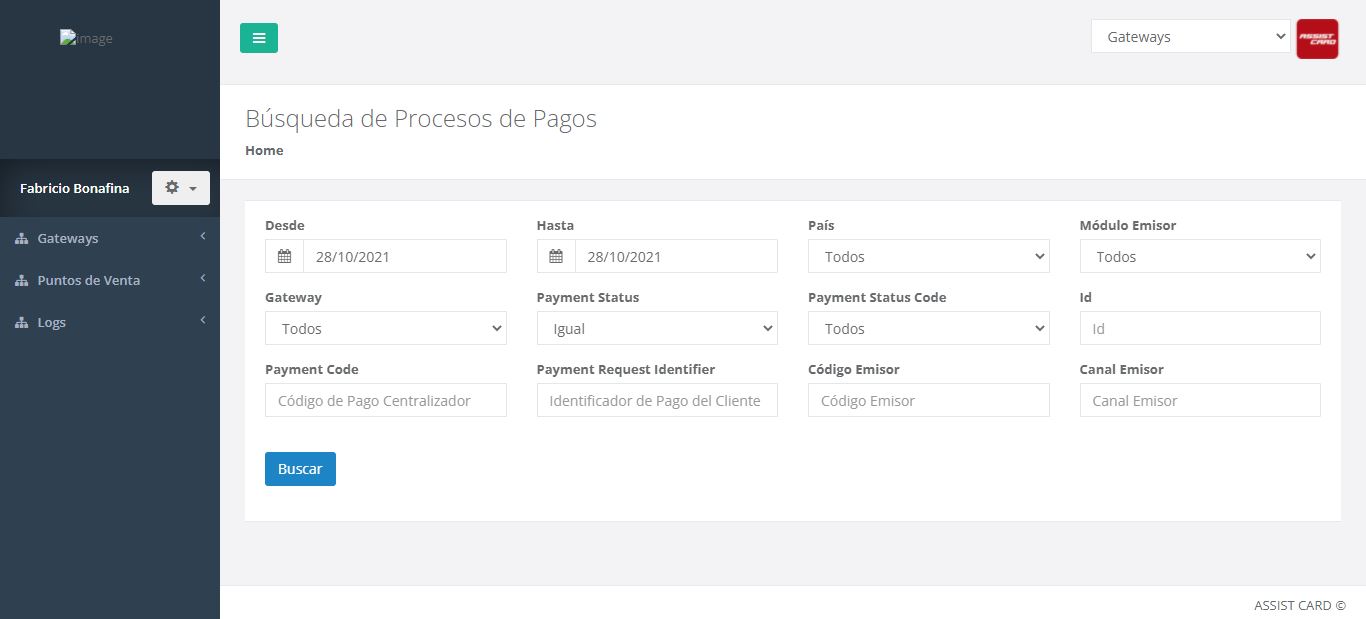 image
Gateways
ASSIST CARD
Búsqueda de Procesos de Pagos
Home
Fabricio Bonafina
Gateways
Puntos de Venta
Logs
Desde
Hasta
País
Módulo Emisor
28/10/2021
28/10/2021
Todos
Todos
Gateway
Payment Status
Payment Status Code
Id
Todos
Igual
Todos
Id
Payment Code
Payment Request Identifier
Código Emisor
Canal Emisor
Código de Pago Centralizador
Identificador de Pago del Cliente
Código Emisor
Canal Emisor
Buscar
ASSIST CARD ©